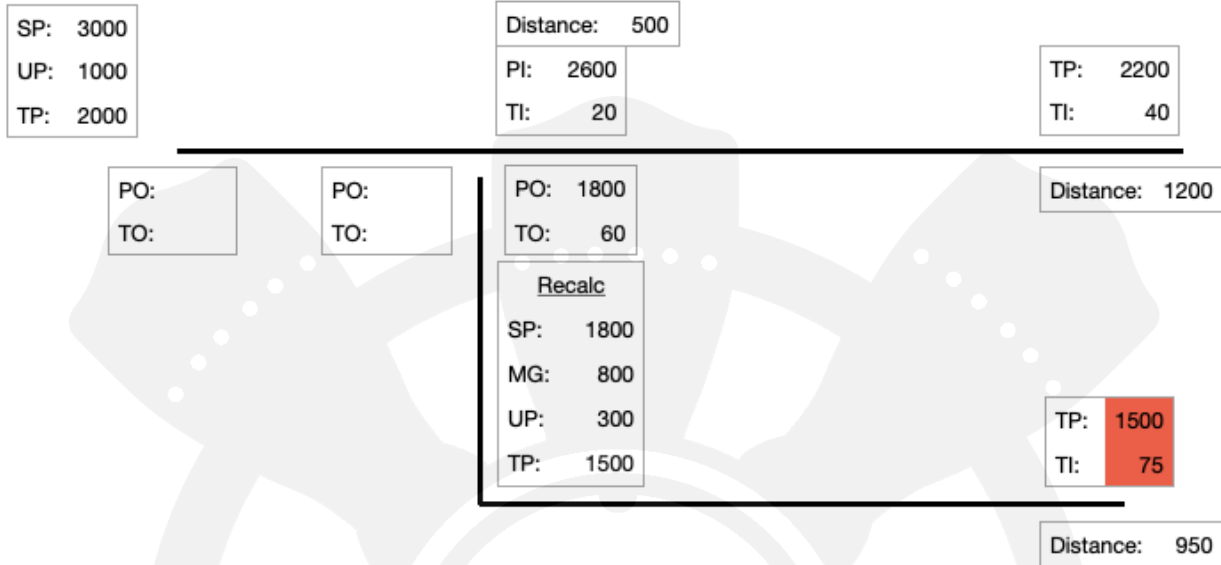 SP: 3000
UP: 1000
TP: 2000
Distance: 500
PI: 2600
TI: 20
TP: 2200
TI: 40
PO:
TO:
PO:
TO:
PO: 1800
TO: 60
Distance: 1200
Recalc
SP: 1800
MG: 800
UP: 300
TP: 1500
TP: 1500
TI: 75
Distance: 950